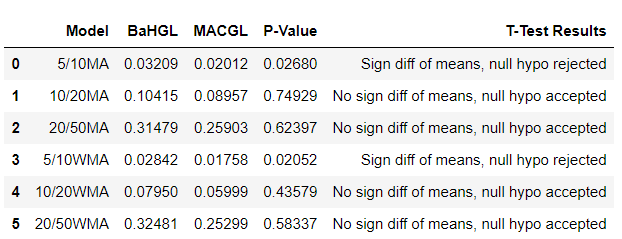 Model BaHGL MACGL P-Value T-Test Results
0 5/10MA 0.03209 0.02012 0.02680 Sign diff of means, null hypo rejected
1 10/20MA 0.10415 0.08957 0.74929 No sign diff of means, null hypo accepted
2 20/50MA 0.31479 0.25903 0.62397 No sign diff of means, null hypo accepted
3 5/10WMA 0.02842 0.01758 0.02052 Sign diff of means, null hypo rejected
4 10/20WMA 0.07950 0.05999 0.43579 No sign diff of means, null hypo accepted
5 20/50WMA 0.32481 0.25299 0.58337 No sign diff of means, null hypo accepted